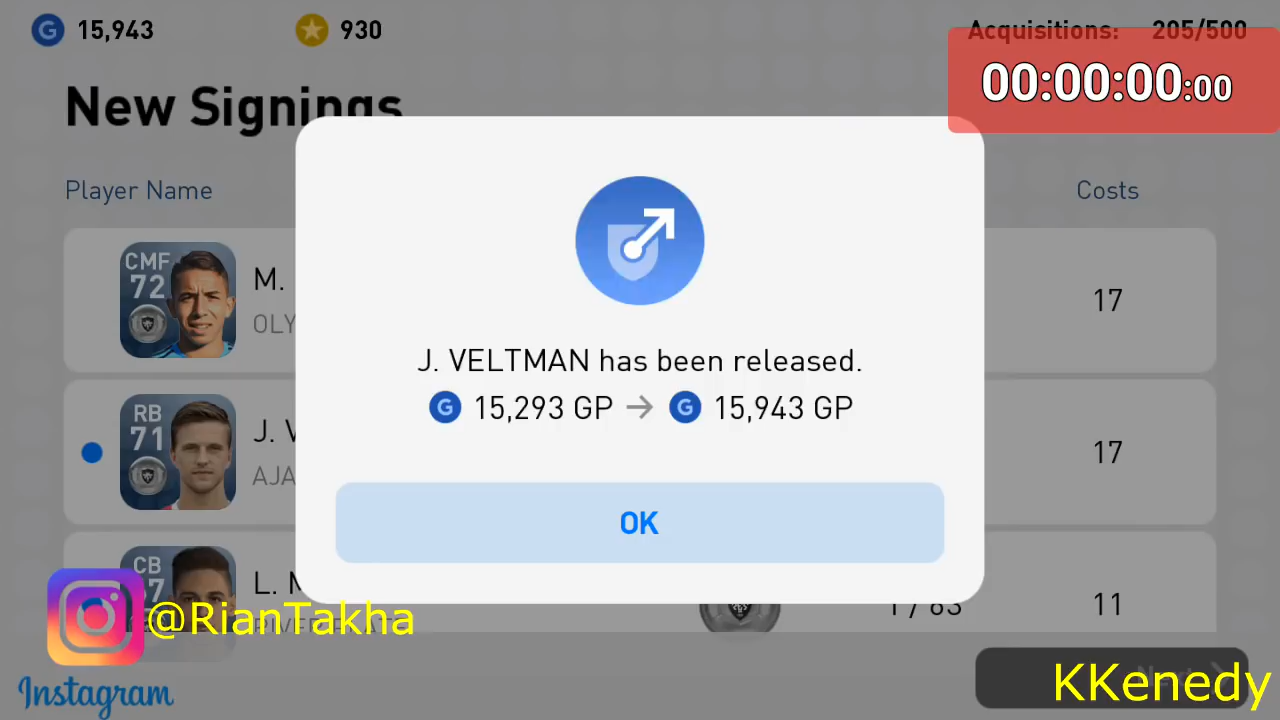 G 15,943 930 Acquisitions: 205/500
00:00:00:00
New Signings
Player Name Costs
CMF
72
M.
OLY
17
J. VELTMAN has been released.
G 15,293 GP → G 15,943 GP
RB
71
J. V
AJA
17
OK
CB
L. M
1 / 63
11
@RianTakha
Instagram
KKenedy